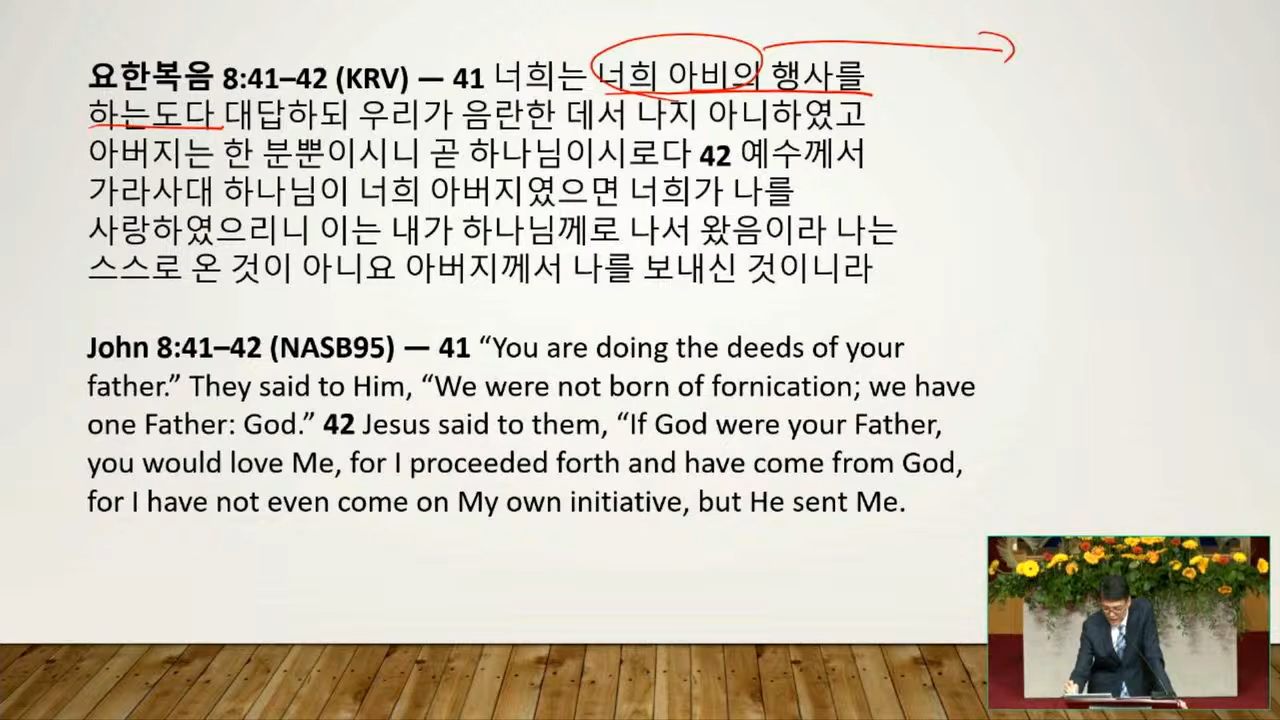 요한복음 8:41–42 (KRV) — 41 너희는 너희 아비의 행사를
하는도다 대답하되 우리가 음란한 데서 나지 아니하였고
아버지는 한 분뿐이시니 곧 하나님이시로다 42 예수께서
가라사대 하나님이 너희 아버지였으면 너희가 나를
사랑하였으리니 이는 내가 하나님께로 나서 왔음이라 나는
스스로 온 것이 아니요 아버지께서 나를 보내신 것이니라
John 8:41–42 (NASB95) — 41 “You are doing the deeds of your
father.” They said to Him, “We were not born of fornication; we have
one Father: God.” 42 Jesus said to them, “If God were your Father,
you would love Me, for I proceeded forth and have come from God,
for I have not even come on My own initiative, but He sent Me.